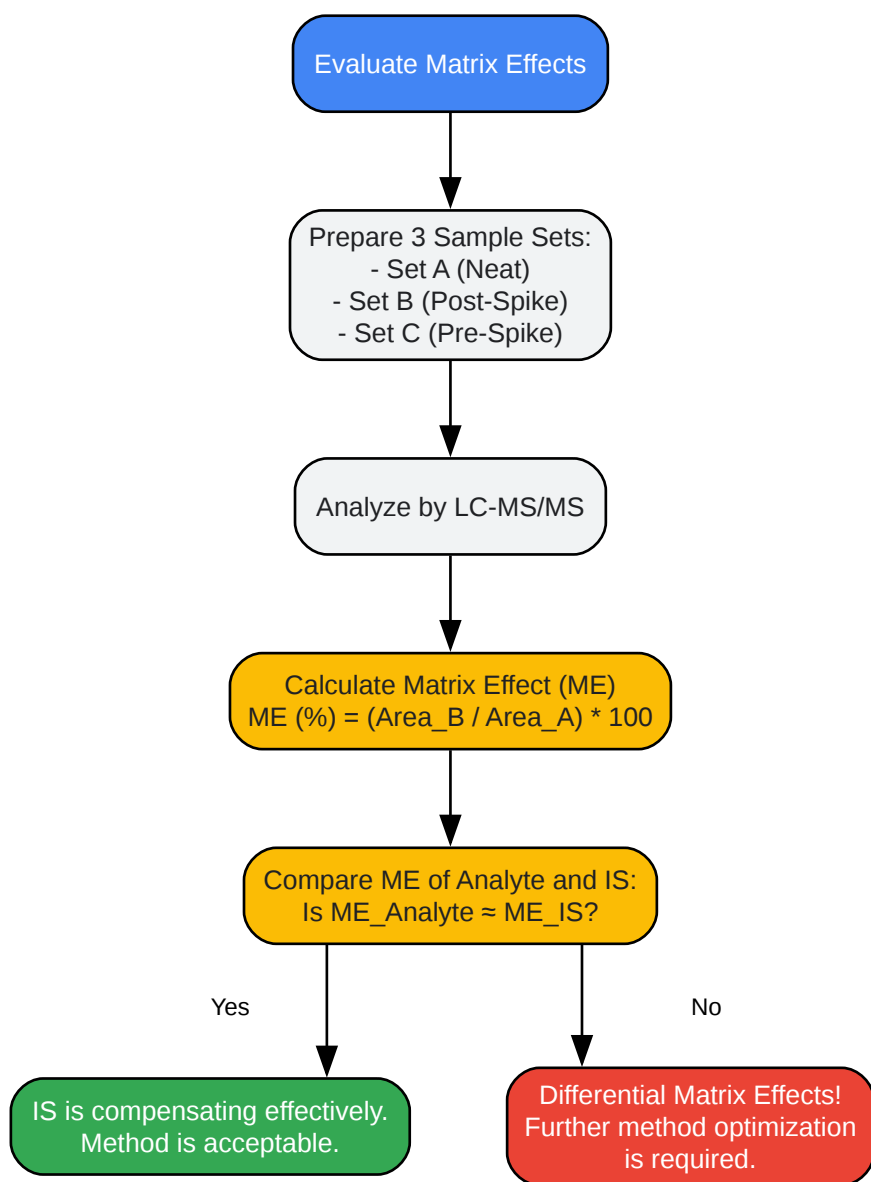 Evaluate Matrix Effects
Prepare 3 Sample Sets:
- Set A (Neat)
- Set B (Post-Spike)
- Set C (Pre-Spike)
Analyze by LC-MS/MS
Calculate Matrix Effect (ME)
ME (%) = (Area_B / Area_A) * 100
Compare ME of Analyte and IS:
Is ME_Analyte ≈ ME_IS?
Yes
No
IS is compensating effectively.
Method is acceptable.
Differential Matrix Effects!
Further method optimization
is required.